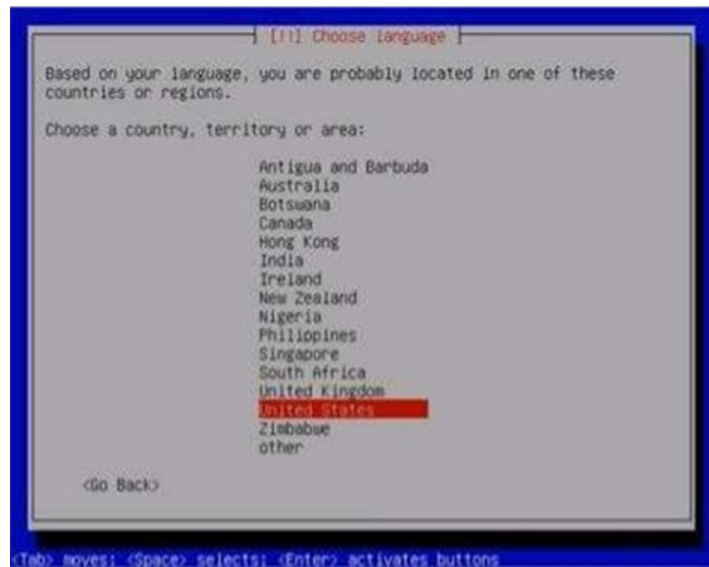 [!!] Choose language
Based on your language, you are probably located in one of these
countries or regions.
Choose a country, territory or area:
Antigua and Barbuda
Australia
Botswana
Canada
Hong Kong
India
Ireland
New Zealand
Nigeria
Philippines
Singapore
South Africa
United Kingdom
United States
Zimbabwe
other
<Go Back>
<Tab> moves; <Space> selects; <Enter> activates buttons